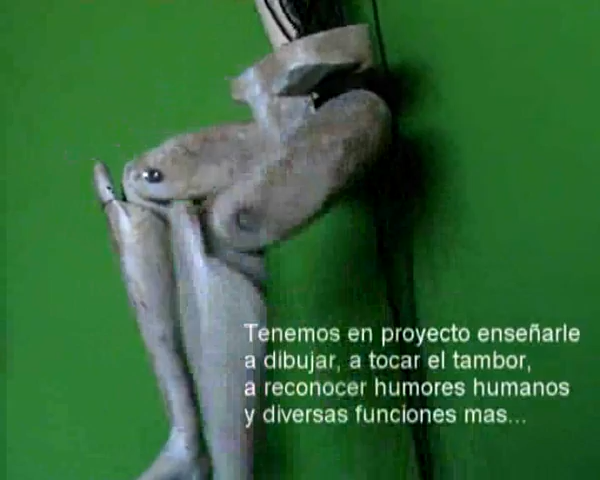 Tenemos en proyecto enseñarle
a dibujar, a tocar el tambor,
a reconocer humores humanos
y diversas funciones mas...